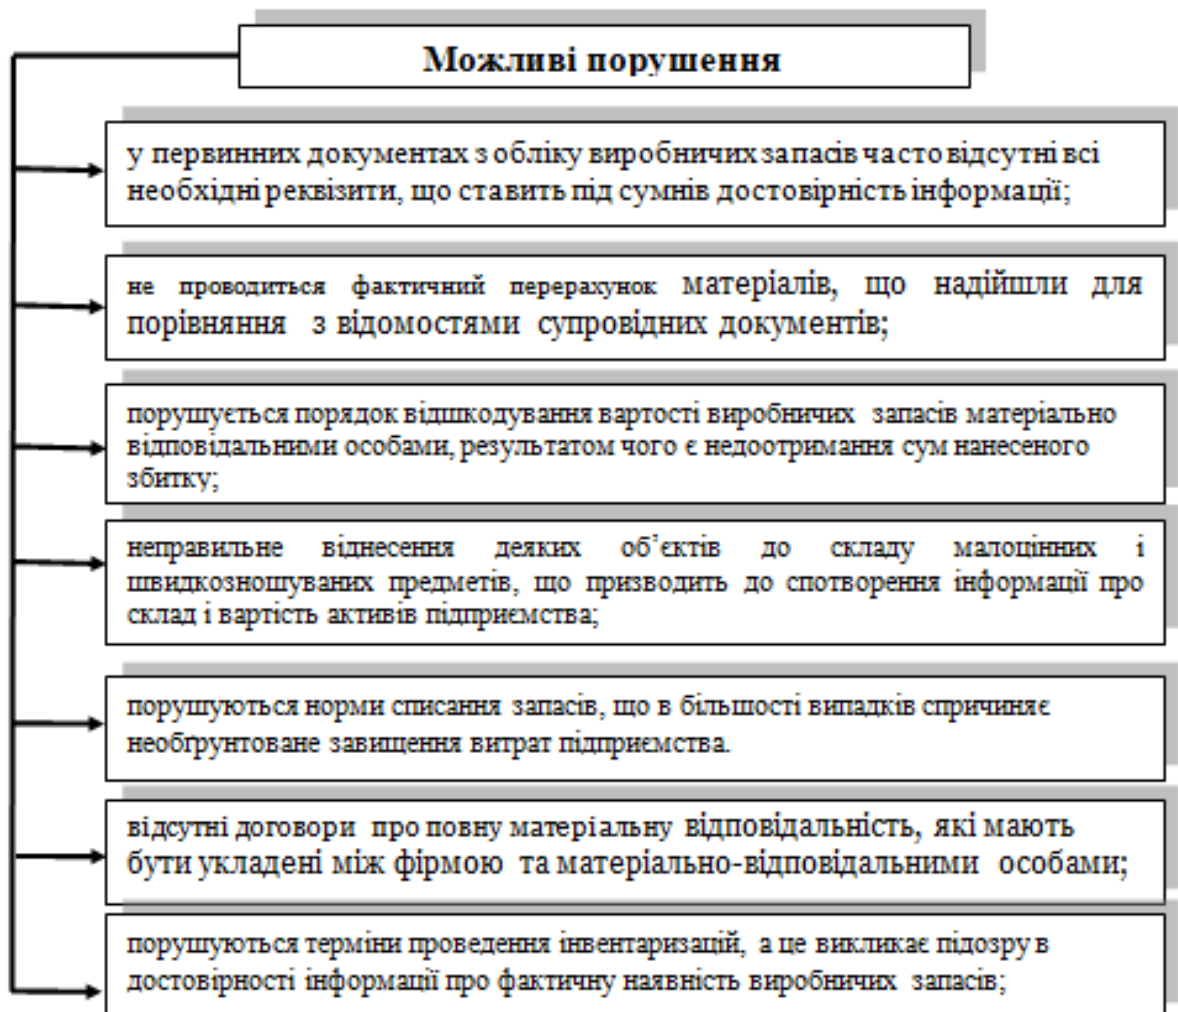 Можливі порушення
у первинних документах з обліку виробничих запасів часто відсутні всі
необхідні реквізити, що ставить під сумнів достовірність інформації;
не проводиться фактичний перерахунок матеріалів, що надійшли для
порівняння з відомостями супровідних документів;
порушується порядок відшкодування вартості виробничих запасів матеріально
відповідальними особами, результатом чого є недоотримання сум нанесеного
збитку;
неправильне віднесення деяких об’єктів до складу малоцінних і
швидкозношуваних предметів, що призводить до спотворення інформації про
склад і вартість активів підприємства;
порушуються норми списання запасів, що в більшості випадків спричиняє
необґрунтоване завищення витрат підприємства.
відсутні договори про повну матеріальну відповідальність, які мають
бути укладені між фірмою та матеріально-відповідальними особами;
порушуються терміни проведення інвентаризацій, а це викликає підозру в
достовірності інформації про фактичну наявність виробничих запасів;